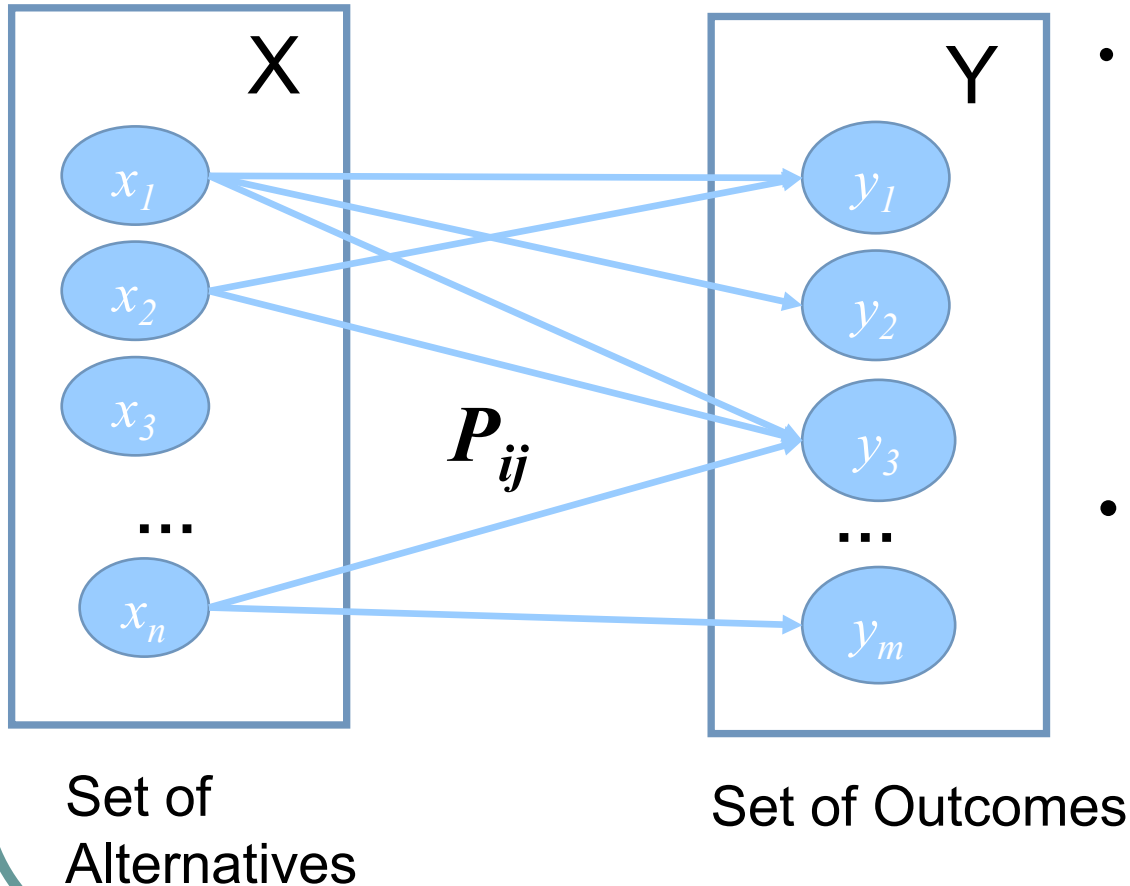 X
x1
x2
x3
...
xn
Pij
Y
y1
y2
y3
...
ym
•
•
Set of
Alternatives
Set of Outcomes